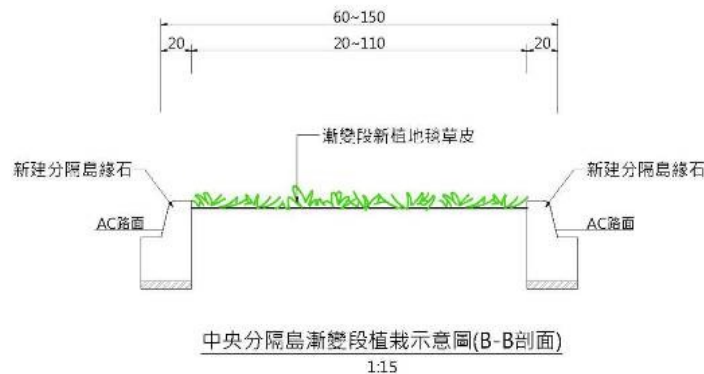 60~150
20
20~110
20
漸變段新植地毯草皮
新建分隔島緣石
新建分隔島緣石
AC路面
AC路面
中央分隔島漸變段植栽示意圖(B-B剖面)
1:15